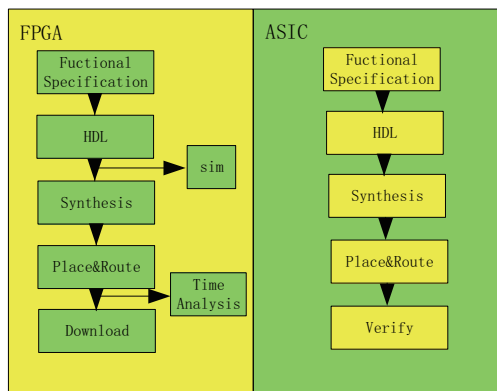 FPGA
Fuctional
Specification
HDL
sim
Synthesis
Place&Route
Time
Analysis
Download
ASIC
Fuctional
Specification
HDL
Synthesis
Place&Route
Verify